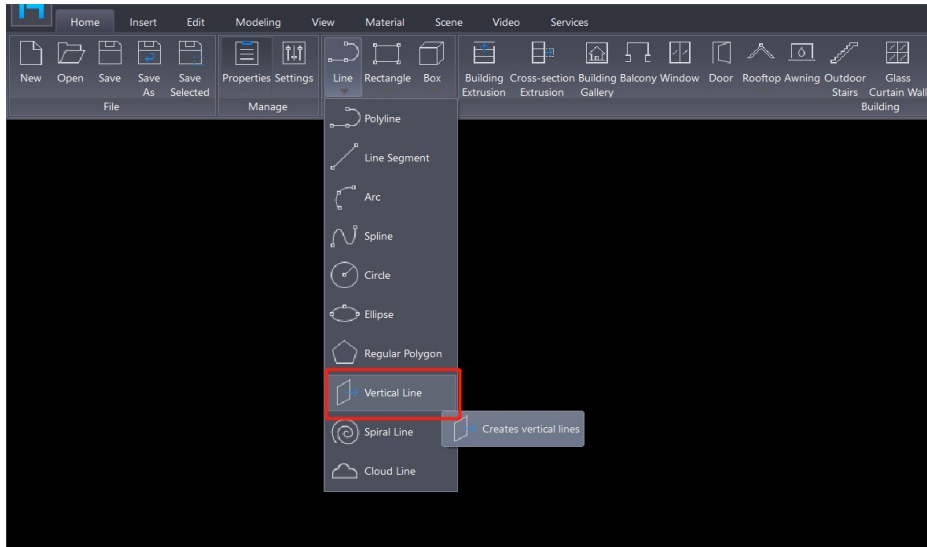 Home Insert Edit Modeling View Material Scene Video Services
New Open Save Save As Save Selected Properties Settings Line Rectangle Box Building Extrusion Cross-section Extrusion Building Gallery Balcony Window Door Rooftop Awning Outdoor Stairs Glass Curtain Wall
File Manage Building
Polyline
Line Segment
Arc
Spline
Circle
Ellipse
Regular Polygon
Vertical Line
Spiral Line
Creates vertical lines
Cloud Line